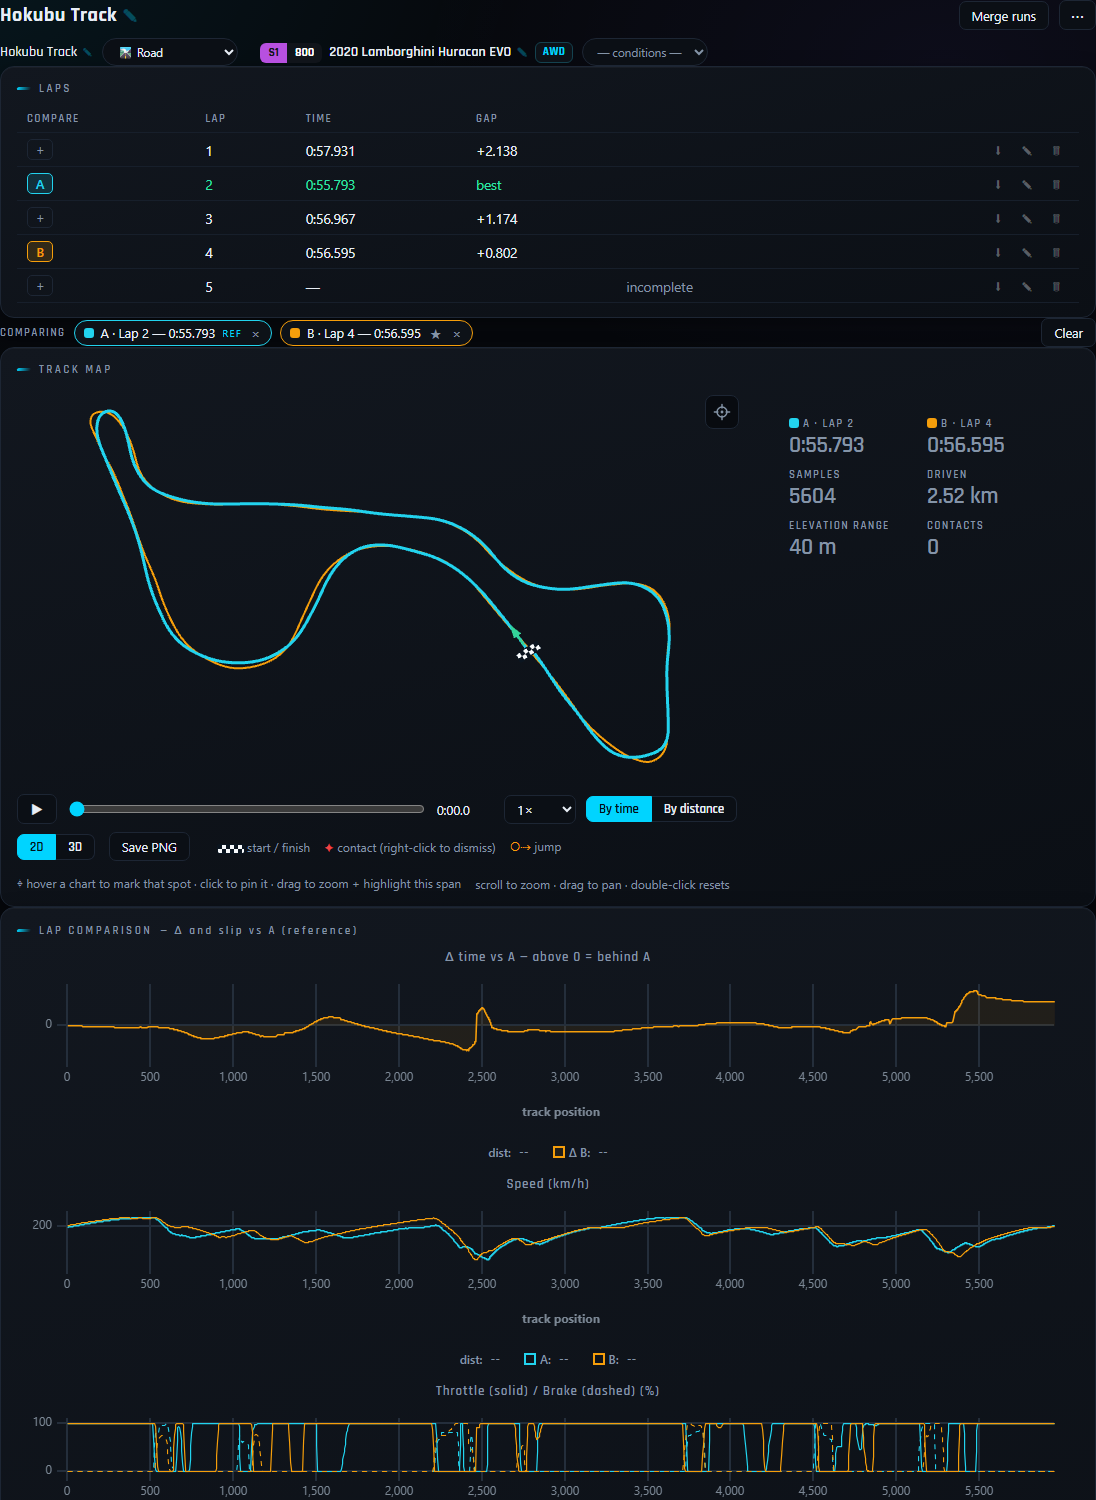 Hokubu Track
Merge runs
...
Hokubu Track
Road
S1 800
2020 Lamborghini Huracan EVO
AWD
— conditions —
LAPS
COMPARE LAP TIME GAP
+ 1 0:57.931 +2.138
A 2 0:55.793 best
+ 3 0:56.967 +1.174
B 4 0:56.595 +0.802
+ 5 — incomplete
COMPARING A · Lap 2 — 0:55.793 REF × B · Lap 4 — 0:56.595 ★ × Clear
TRACK MAP
A · LAP 2 B · LAP 4
0:55.793 0:56.595
SAMPLES DRIVEN
5604 2.52 km
ELEVATION RANGE CONTACTS
40 m 0
0:00.0 1× By time By distance
2D 3D Save PNG start / finish contact (right-click to dismiss) jump
hover a chart to mark that spot · click to pin it · drag to zoom + highlight this span scroll to zoom · drag to pan · double-click resets
LAP COMPARISON — Δ and slip vs A (reference)
Δ time vs A — above 0 = behind A
0
0 500 1,000 1,500 2,000 2,500 3,000 3,500 4,000 4,500 5,000 5,500
track position
dist: -- Δ B: --
Speed (km/h)
200
0 500 1,000 1,500 2,000 2,500 3,000 3,500 4,000 4,500 5,000 5,500
track position
dist: -- A: -- B: --
Throttle (solid) / Brake (dashed) (%)
100
0
0 500 1,000 1,500 2,000 2,500 3,000 3,500 4,000 4,500 5,000 5,500